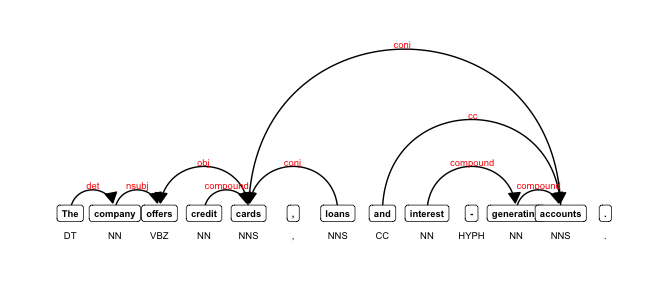 conj
cc
obj conj compound
det nsubj compound compound
The company offers credit cards , loans and interest - generatin accounts .
DT NN VBZ NN NNS , NNS CC NN HYPH NN NNS .